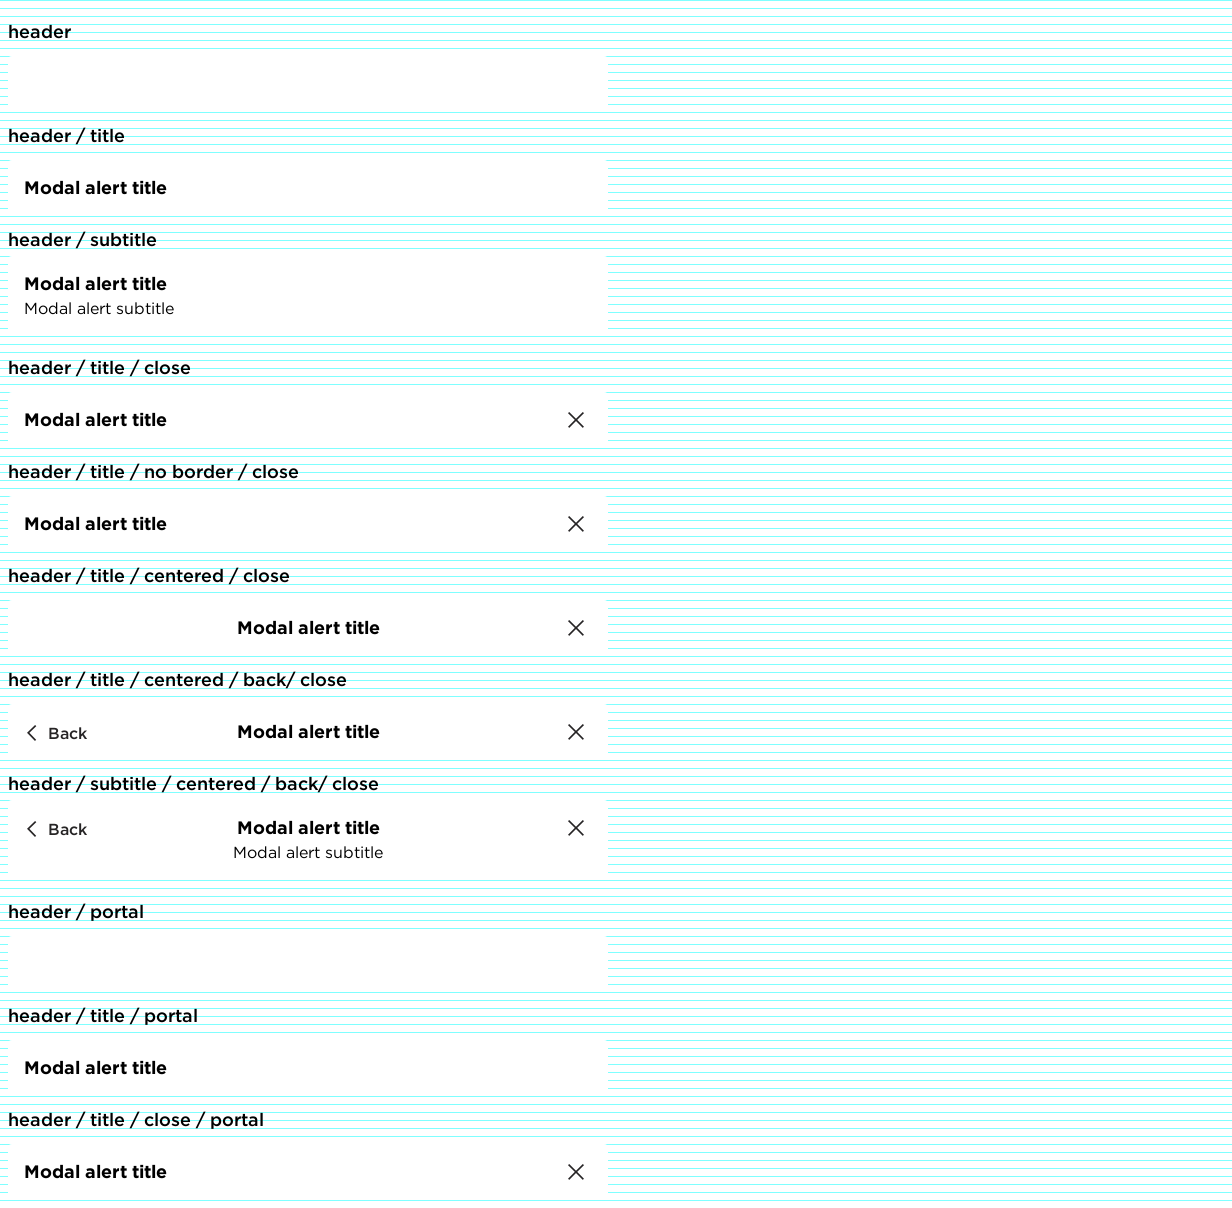 header
header / title
Modal alert title
header / subtitle
Modal alert title
Modal alert subtitle
header / title / close
Modal alert title
header / title / no border / close
Modal alert title
header / title / centered / close
Modal alert title
header / title / centered / back/ close
Back Modal alert title
header / subtitle / centered / back/ close
Back Modal alert title
Modal alert subtitle
header / portal
header / title / portal
Modal alert title
header / title / close / portal
Modal alert title